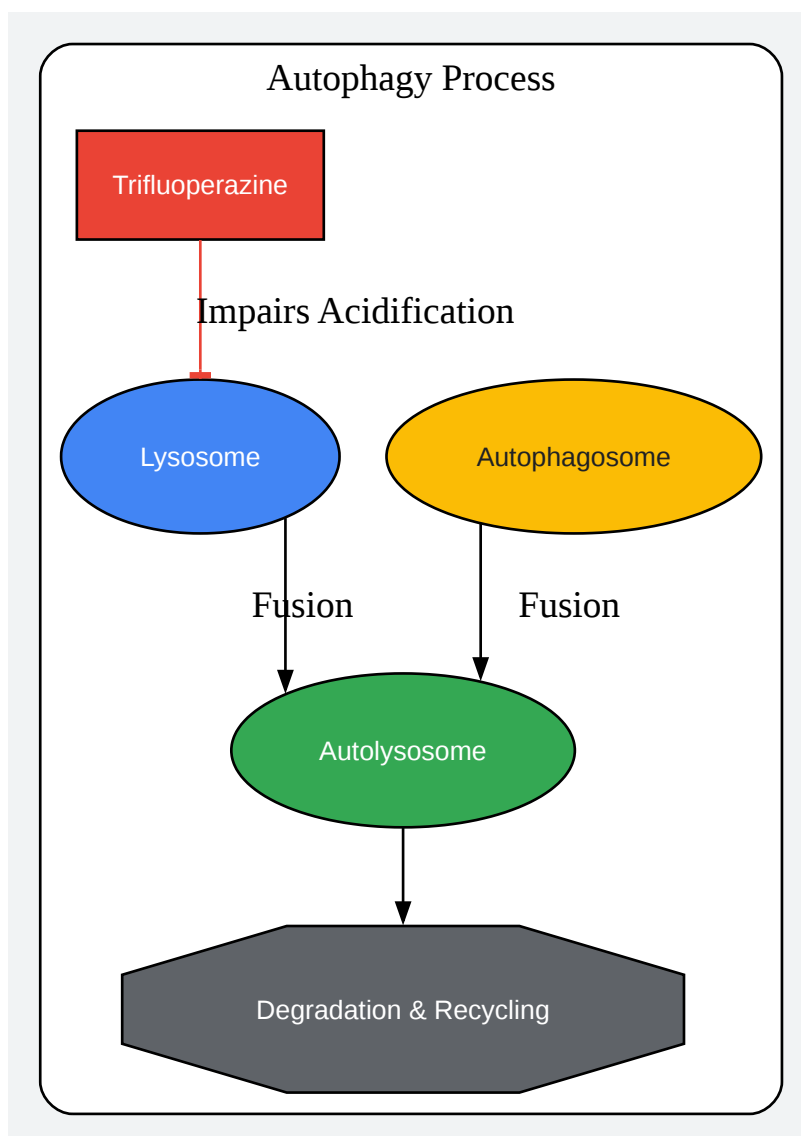 Autophagy Process
Trifluoperazine
Impairs Acidification
Lysosome
Autophagosome
Fusion
Fusion
Autolysosome
Degradation & Recycling